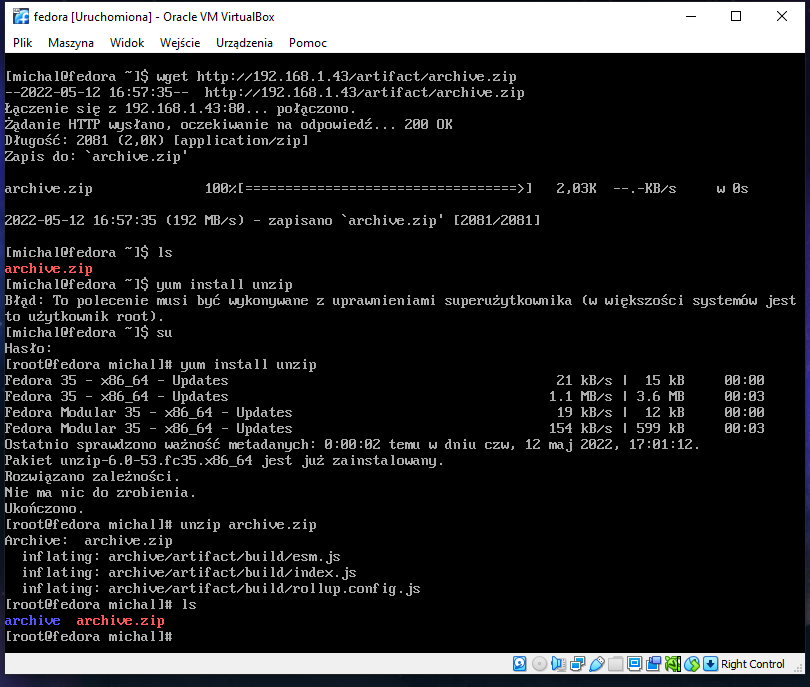 fedora [Uruchomiona] - Oracle VM VirtualBox
Plik Maszyna Widok Wejście Urządzenia Pomoc
[michal@fedora ~]$ wget http://192.168.1.43/artifact/archive.zip
--2022-05-12 16:57:35-- http://192.168.1.43/artifact/archive.zip
Łączenie się z 192.168.1.43:80... połączono.
Żądanie HTTP wysłano, oczekiwanie na odpowiedź... 200 OK
Długość: 2081 (2,0K) [application/zip]
Zapis do: `archive.zip'
archive.zip 100%[==================================>] 2,03K --.-KB/s w 0s
2022-05-12 16:57:35 (192 MB/s) - zapisano `archive.zip' [2081/2081]
[michal@fedora ~]$ ls
archive.zip
[michal@fedora ~]$ yum install unzip
Błąd: To polecenie musi być wykonywane z uprawnieniami superużytkownika (w większości systemów jest
to użytkownik root).
[michal@fedora ~]$ su
Hasło:
[root@fedora michal]# yum install unzip
Fedora 35 - x86_64 - Updates 21 kB/s | 15 kB 00:00
Fedora 35 - x86_64 - Updates 1.1 MB/s | 3.6 MB 00:03
Fedora Modular 35 - x86_64 - Updates 19 kB/s | 12 kB 00:00
Fedora Modular 35 - x86_64 - Updates 154 kB/s | 599 kB 00:03
Ostatnio sprawdzono ważność metadanych: 0:00:02 temu w dniu czw, 12 maj 2022, 17:01:12.
Pakiet unzip-6.0-53.fc35.x86_64 jest już zainstalowany.
Rozwiązano zależności.
Nie ma nic do zrobienia.
Ukończono.
[root@fedora michal]# unzip archive.zip
Archive: archive.zip
inflating: archive/artifact/build/esm.js
inflating: archive/artifact/build/index.js
inflating: archive/artifact/build/rollup.config.js
[root@fedora michal]# ls
archive archive.zip
[root@fedora michal]#
Right Control